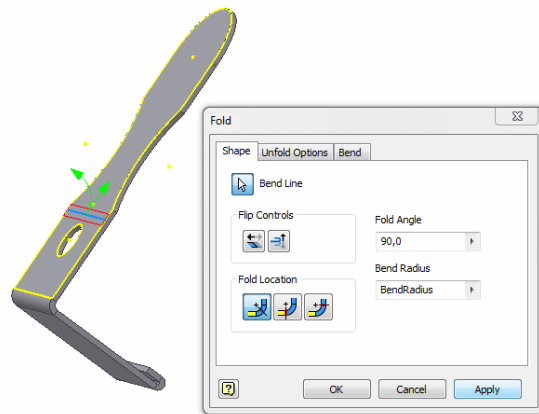 Fold
Shape Unfold Options Bend
Bend Line
Flip Controls
Fold Angle
90,0
Bend Radius
BendRadius
Fold Location
OK Cancel Apply